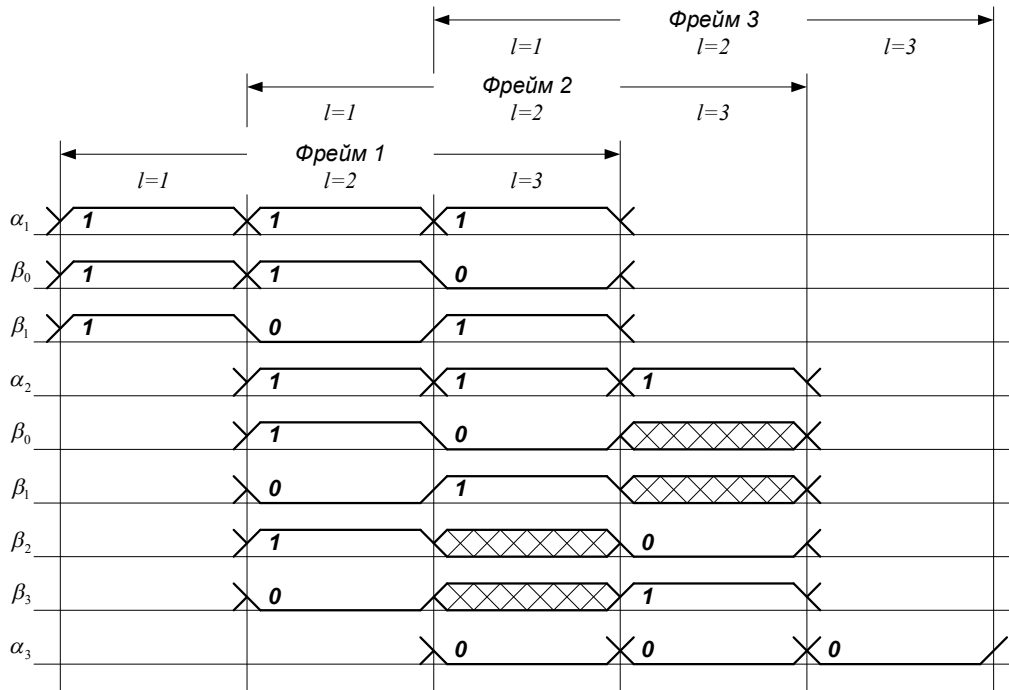 Фрейм 3
l=1 l=2 l=3
Фрейм 2
l=1 l=2 l=3
Фрейм 1
l=1 l=2 l=3
α₁ 1 1 1
β₀ 1 1 0
β₁ 1 0 1
α₂ 1 1 1
β₀ 1 0
β₁ 0 1
β₂ 1 0
β₃ 0 1
α₃ 0 0 0